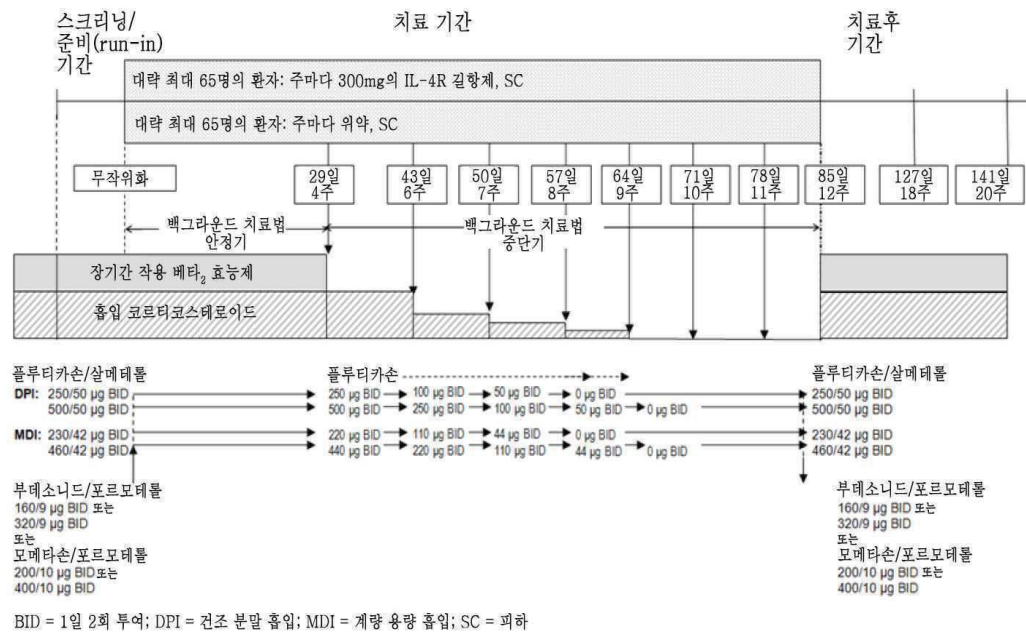 스크리닝/
준비(run-in)
기간
치료 기간
치료후
기간
대략 최대 65명의 환자: 주마다 300mg의 IL-4R 길항제, SC
대략 최대 65명의 환자: 주마다 위약, SC
무작위화
29일
4주
43일
6주
50일
7주
57일
8주
64일
9주
71일
10주
78일
11주
85일
12주
127일
18주
141일
20주
백그라운드 치료법
안정기
백그라운드 치료법
중단기
장기간 작용 베타₂ 효능제
흡입 코르티코스테로이드
플루티카손/살메테롤
플루티카손
플루티카손/살메테롤
DPI: 250/50 µg BID 250 µg BID 100 µg BID 50 µg BID 0 µg BID 250/50 µg BID
500/50 µg BID 500 µg BID 250 µg BID 100 µg BID 50 µg BID 0 µg BID 500/50 µg BID
MDI: 230/42 µg BID 220 µg BID 110 µg BID 44 µg BID 0 µg BID 230/42 µg BID
460/42 µg BID 440 µg BID 220 µg BID 110 µg BID 44 µg BID 0 µg BID 460/42 µg BID
부데소니드/포르모테롤
160/9 µg BID 또는
320/9 µg BID
또는
모메타손/포르모테롤
200/10 µg BID 또는
400/10 µg BID
부데소니드/포르모테롤
160/9 µg BID 또는
320/9 µg BID
또는
모메타손/포르모테롤
200/10 µg BID 또는
400/10 µg BID
BID = 1일 2회 투여; DPI = 건조 분말 흡입; MDI = 계량 용량 흡입; SC = 피하